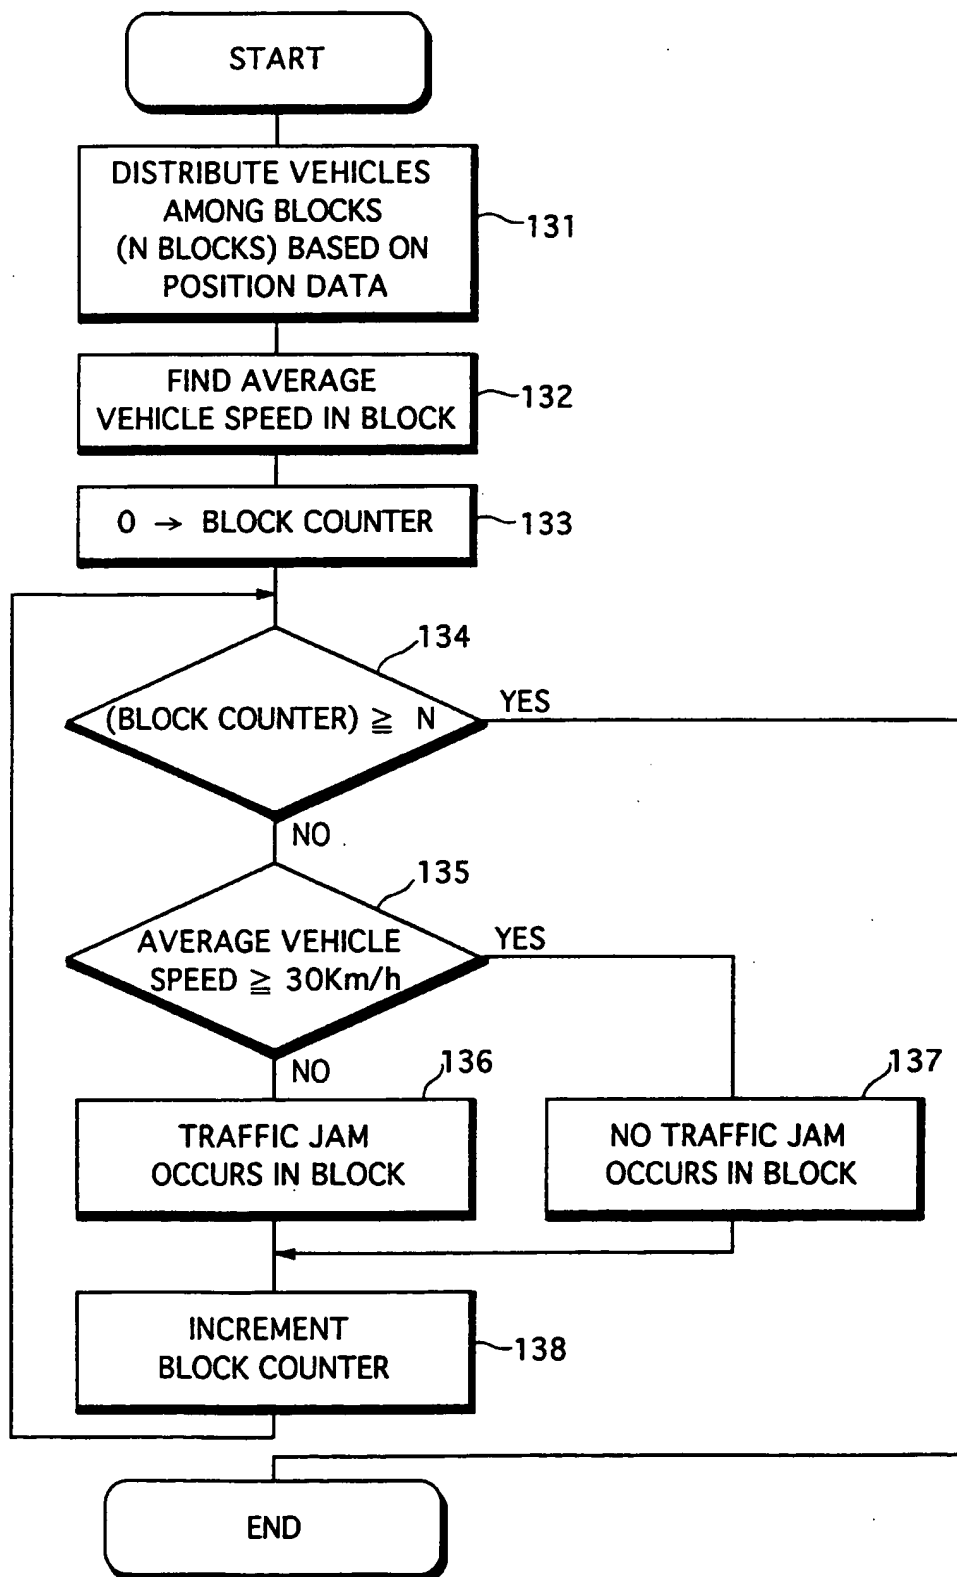 START
DISTRIBUTE VEHICLES
AMONG BLOCKS
(N BLOCKS) BASED ON
POSITION DATA
131
FIND AVERAGE
VEHICLE SPEED IN BLOCK
132
0 → BLOCK COUNTER
133
134
(BLOCK COUNTER) ≧ N
YES
NO
135
AVERAGE VEHICLE
SPEED ≧ 30Km/h
YES
NO
136
TRAFFIC JAM
OCCURS IN BLOCK
137
NO TRAFFIC JAM
OCCURS IN BLOCK
INCREMENT
BLOCK COUNTER
138
END